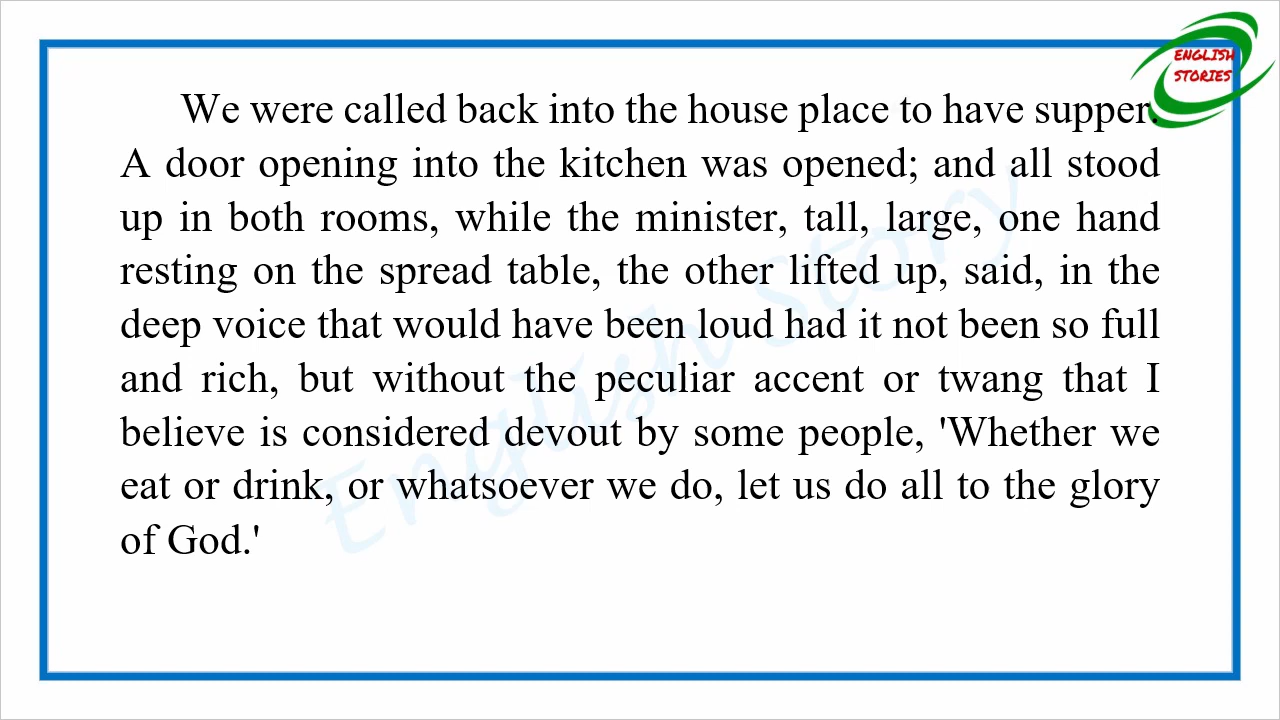 ENGLISH
STORIES
We were called back into the house place to have supper.
A door opening into the kitchen was opened; and all stood
up in both rooms, while the minister, tall, large, one hand
resting on the spread table, the other lifted up, said, in the
deep voice that would have been loud had it not been so full
and rich, but without the peculiar accent or twang that I
believe is considered devout by some people, 'Whether we
eat or drink, or whatsoever we do, let us do all to the glory
of God.'
English Story